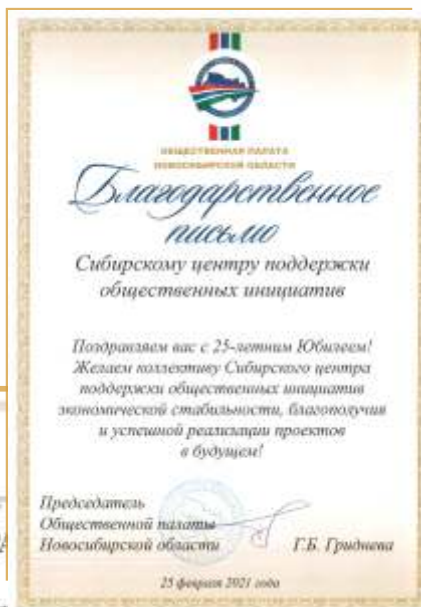 ОБЩЕСТВЕННАЯ ПАЛАТА
НОВОСИБИРСКОЙ ОБЛАСТИ
Благодарственное
письмо
Сибирскому центру поддержки
общественных инициатив
Поздравляем вас с 25-летним Юбилеем!
Желаем коллективу Сибирского центра
поддержки общественных инициатив
экономической стабильности, благополучия
и успешной реализации проектов
в будущем!
Председатель
Общественной палаты
Новосибирской области Г.Б. Гриднева
25 февраля 2021 года